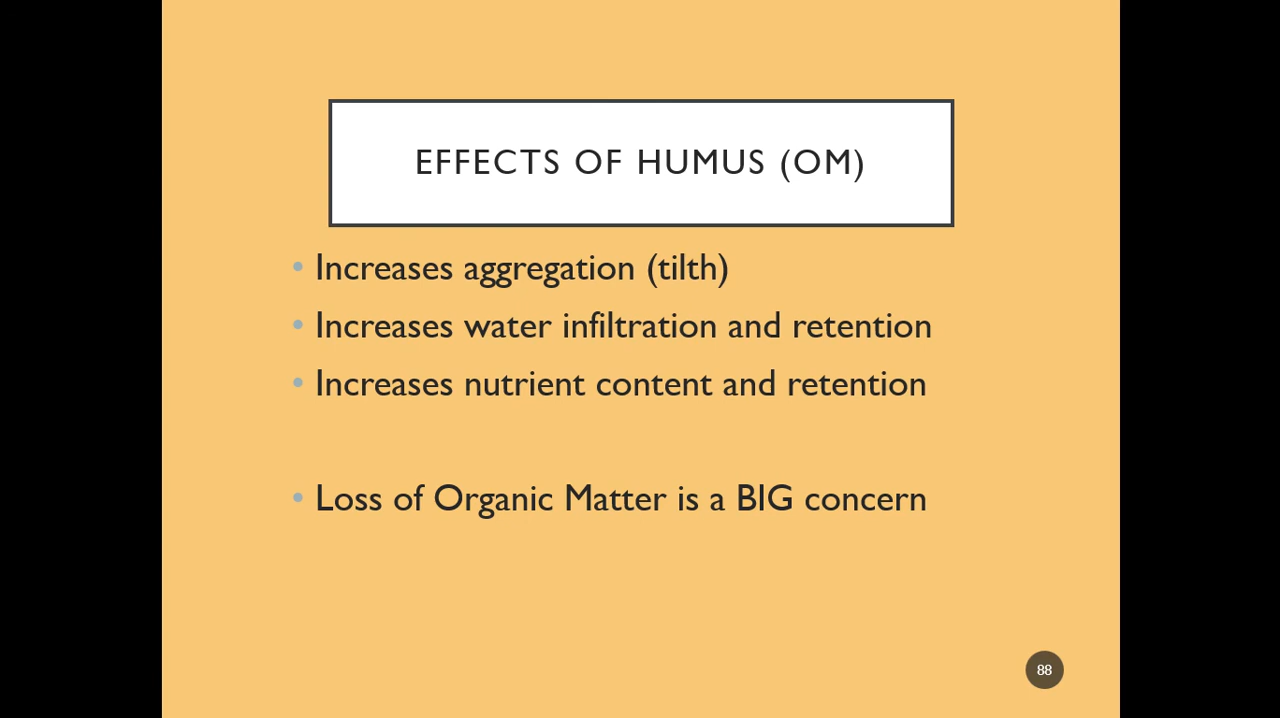 EFFECTS OF HUMUS (OM)
• Increases aggregation (tilth)
• Increases water infiltration and retention
• Increases nutrient content and retention
• Loss of Organic Matter is a BIG concern
88